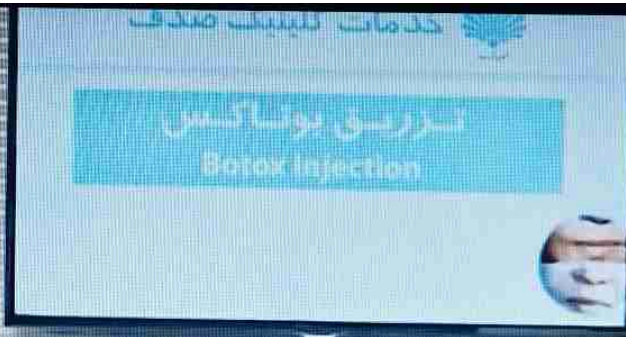 خدمات کلینیک صدف
تزریق بوتاکس
Botox Injection